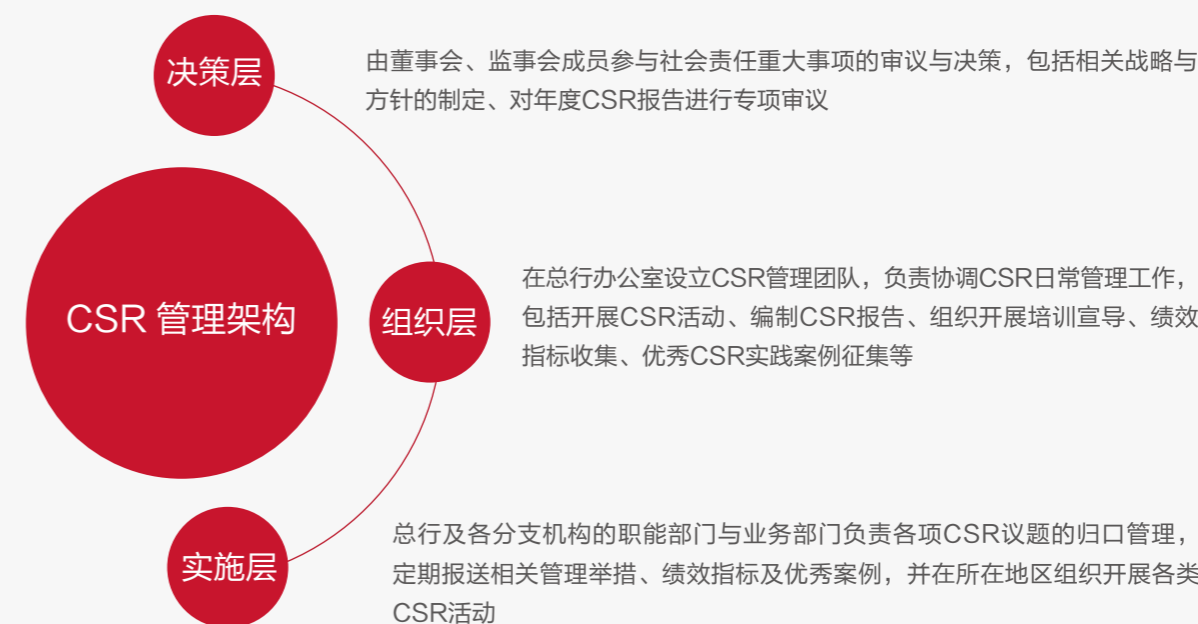 决策层
由董事会、监事会成员参与社会责任重大事项的审议与决策，包括相关战略与
方针的制定、对年度CSR报告进行专项审议
CSR 管理架构
组织层
在总行办公室设立CSR管理团队，负责协调CSR日常管理工作，
包括开展CSR活动、编制CSR报告、组织开展培训宣导、绩效
指标收集、优秀CSR实践案例征集等
实施层
总行及各分支机构的职能部门与业务部门负责各项CSR议题的归口管理，
定期报送相关管理举措、绩效指标及优秀案例，并在所在地区组织开展各类
CSR活动